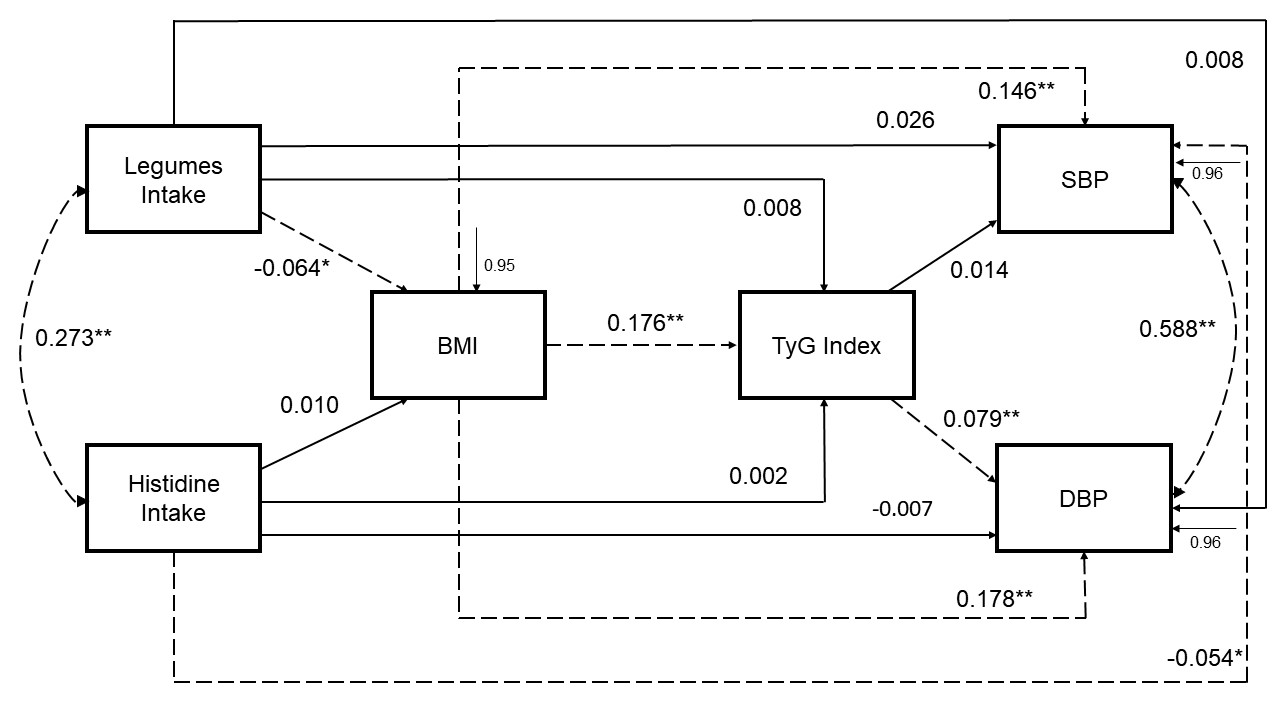 0.008
0.146**
0.026
Legumes
Intake
SBP
0.96
0.008
-0.064*
0.95
0.014
0.273**
BMI
0.176**
TyG Index
0.588**
0.010
0.079**
Histidine
Intake
0.002
DBP
-0.007
0.96
0.178**
-0.054*